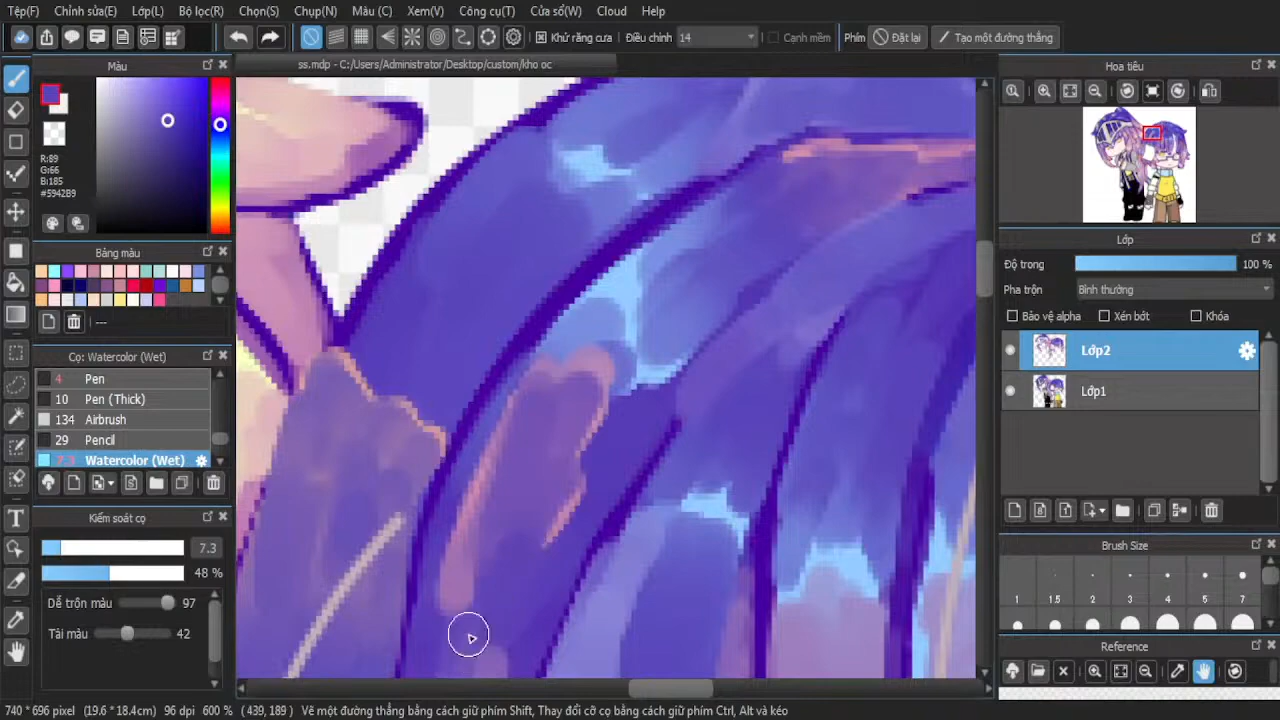 Tệp(F) Chỉnh sửa(E) Lớp(L) Bộ lọc(R) Chọn(S) Chụp(N) Màu (C) Xem(V) Công cụ(T) Cửa sổ(W) Cloud Help
Khử răng cưa Điều chỉnh 14 Cạnh mềm Phím Đặt lại Tạo một đường thẳng
ss.mdp - C:/Users/Administrator/Desktop/custom/kho oc
Màu
R:89
G:66
B:185
#5942B9
Bảng màu
---
Cọ: Watercolor (Wet)
4 Pen
10 Pen (Thick)
134 Airbrush
29 Pencil
7.3 Watercolor (Wet)
Kiểm soát cọ
7.3
48 %
Dễ trộn màu 97
Tải màu 42
Hoa tiêu
Lớp
Độ trong 100 %
Pha trộn Bình thường
Bảo vệ alpha Xén bớt Khóa
Lớp2
Lớp1
Brush Size
1 1.5 2 3 4 5 7
Reference
740 * 696 pixel (19.6 * 18.4cm) 96 dpi 600 % ( 439, 189 ) Vẽ một đường thẳng bằng cách giữ phím Shift, Thay đổi cỡ cọ bằng cách giữ phím Ctrl, Alt và kéo